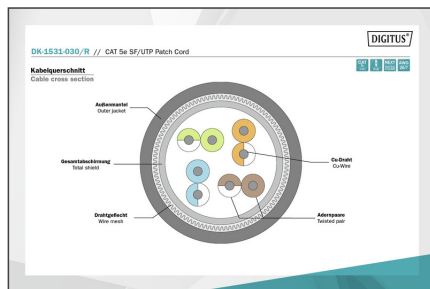 DIGITUS®
DK-1531-030/R // CAT 5e SF/UTP Patch Cord
Kabelquerschnitt
Cable cross section
Außenmantel
Outer jacket
Gesamtabschirmung
Total shield
Drahtgeflecht
Wire mesh
Cu-Draht
Cu-Wire
Adernpaare
Twisted pair